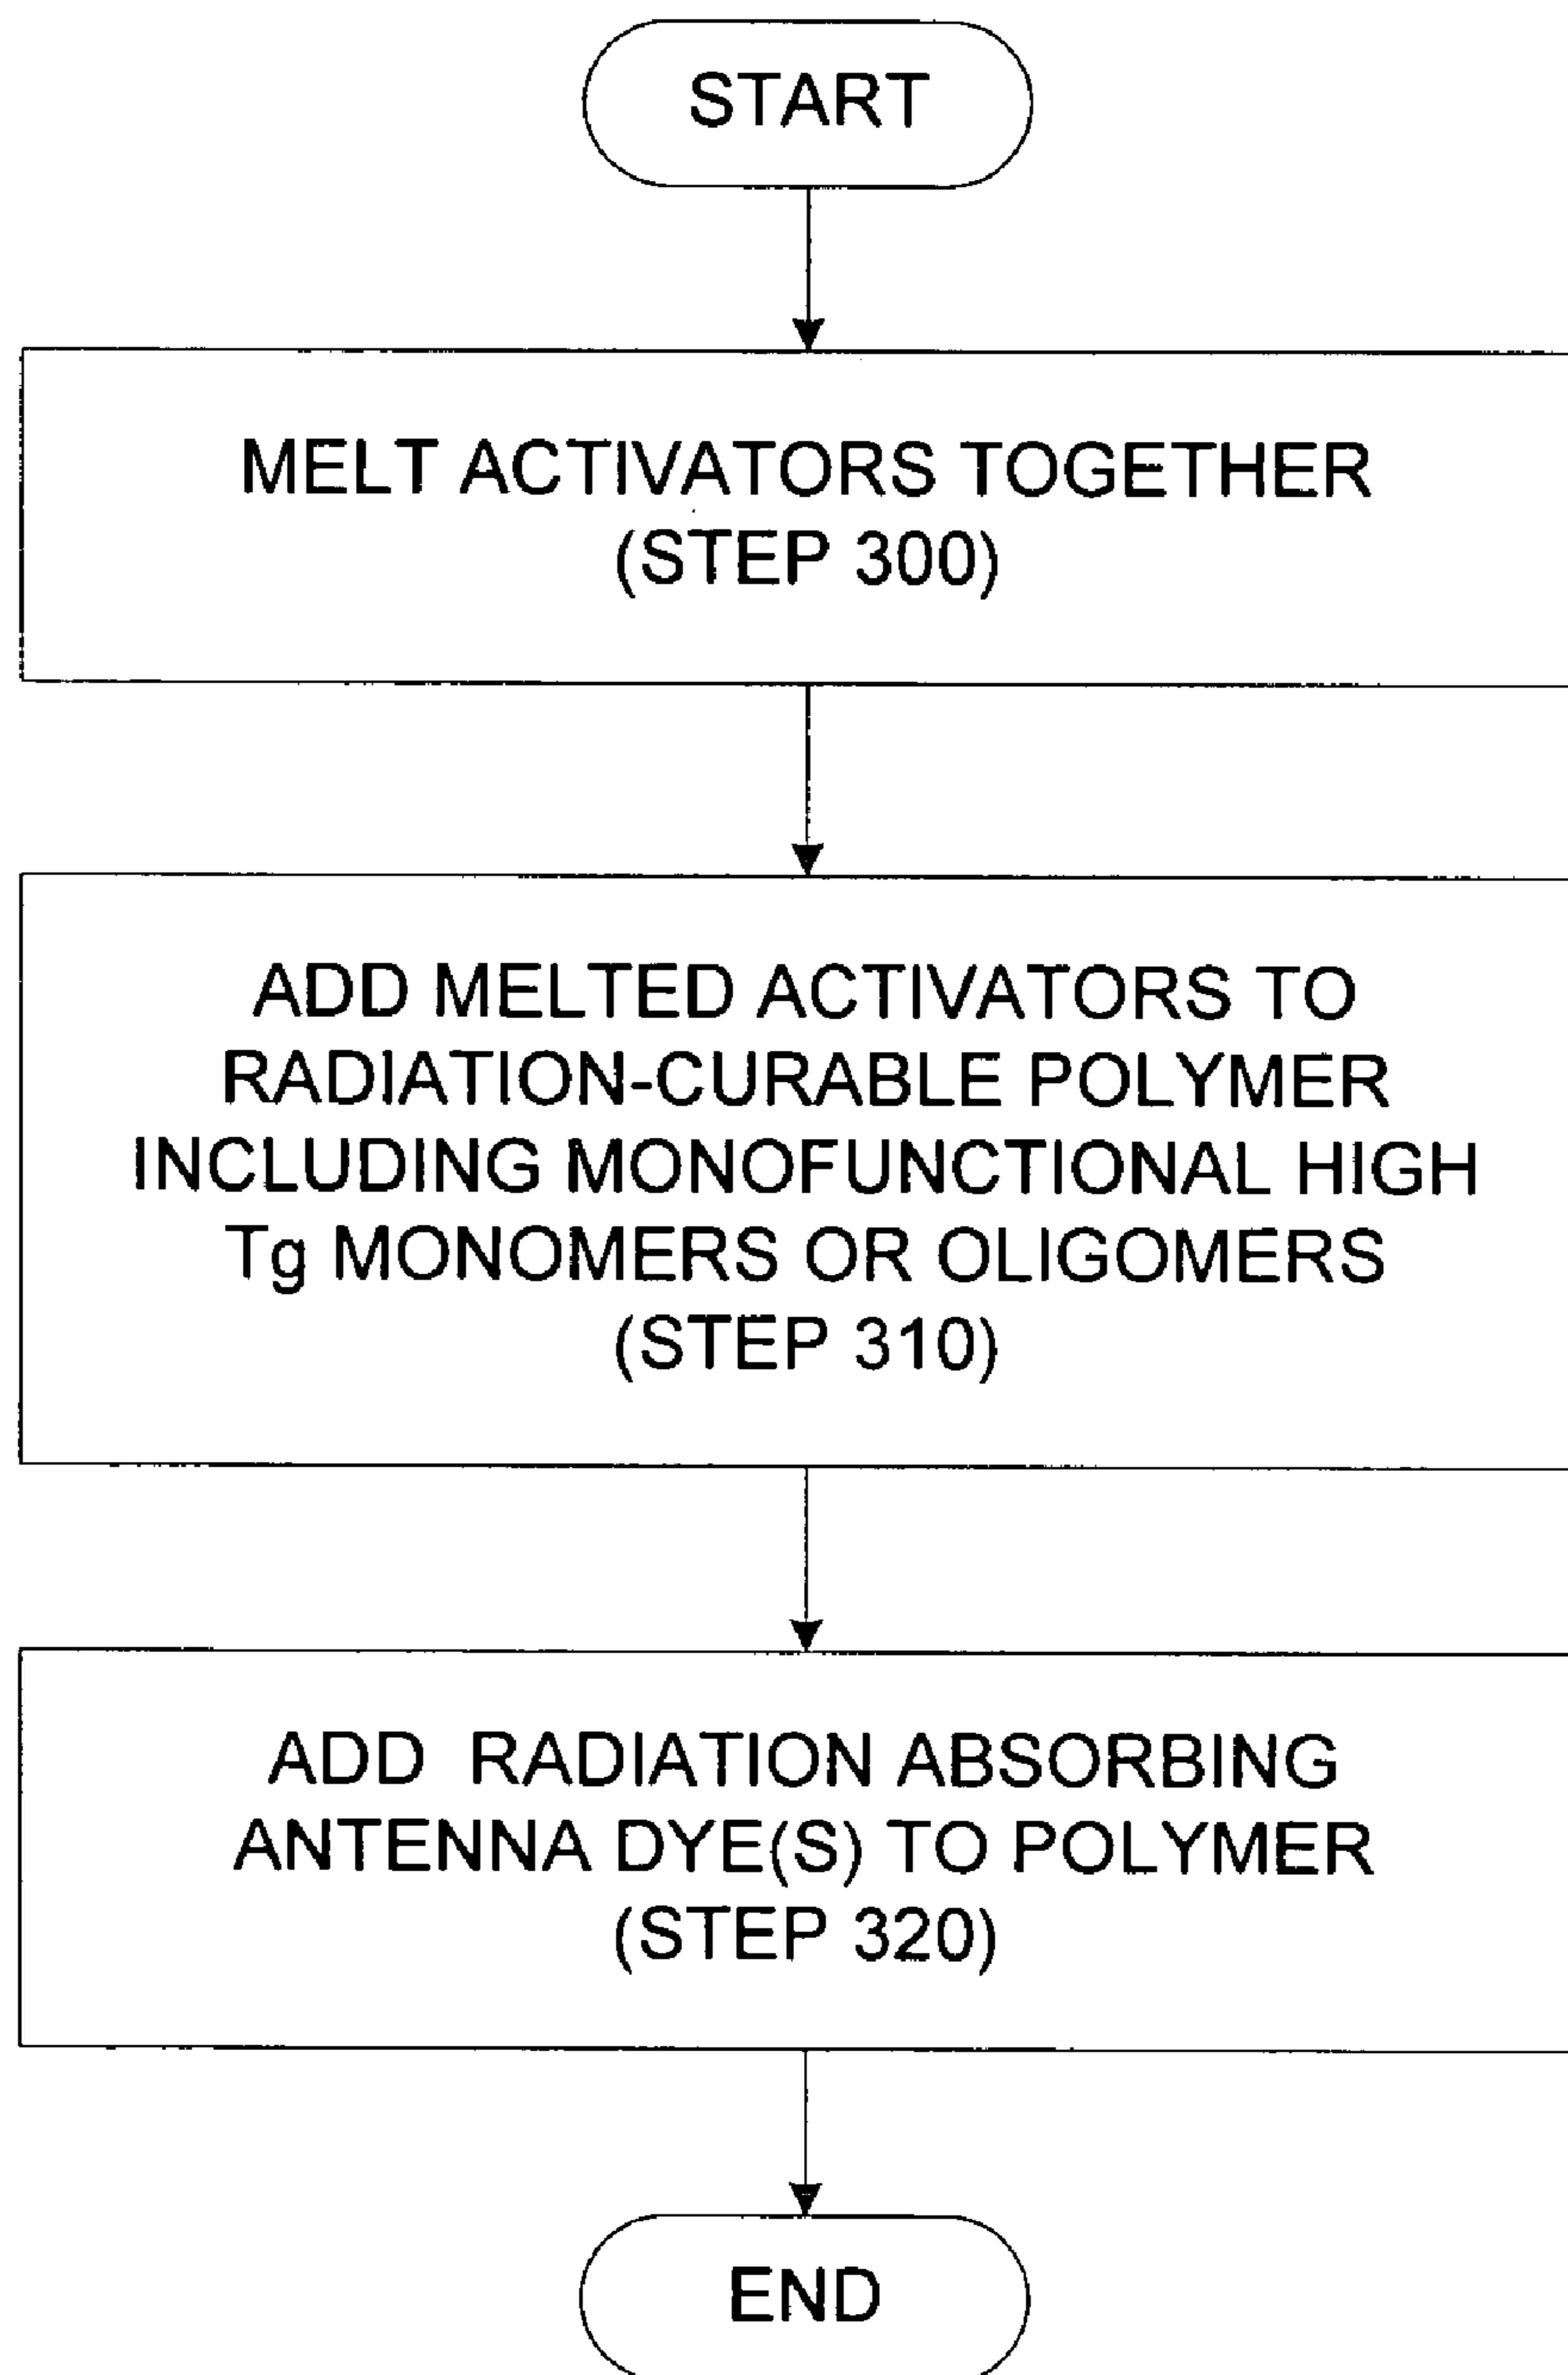 START
MELT ACTIVATORS TOGETHER
(STEP 300)
ADD MELTED ACTIVATORS TO
RADIATION-CURABLE POLYMER
INCLUDING MONOFUNCTIONAL HIGH
Tg MONOMERS OR OLIGOMERS
(STEP 310)
ADD RADIATION ABSORBING
ANTENNA DYE(S) TO POLYMER
(STEP 320)
END